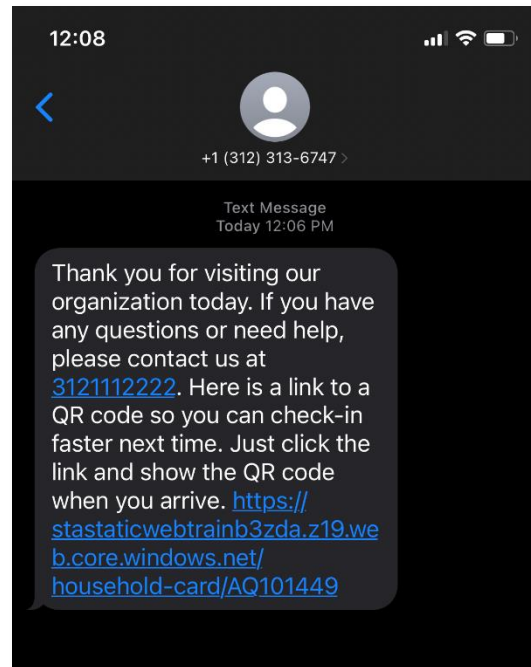 12:08
+1 (312) 313-6747 >
Text Message
Today 12:06 PM
Thank you for visiting our
organization today. If you have
any questions or need help,
please contact us at
3121112222. Here is a link to a
QR code so you can check-in
faster next time. Just click the
link and show the QR code
when you arrive. https://
stastaticwebtrainb3zda.z19.we
b.core.windows.net/
household-card/AQ101449